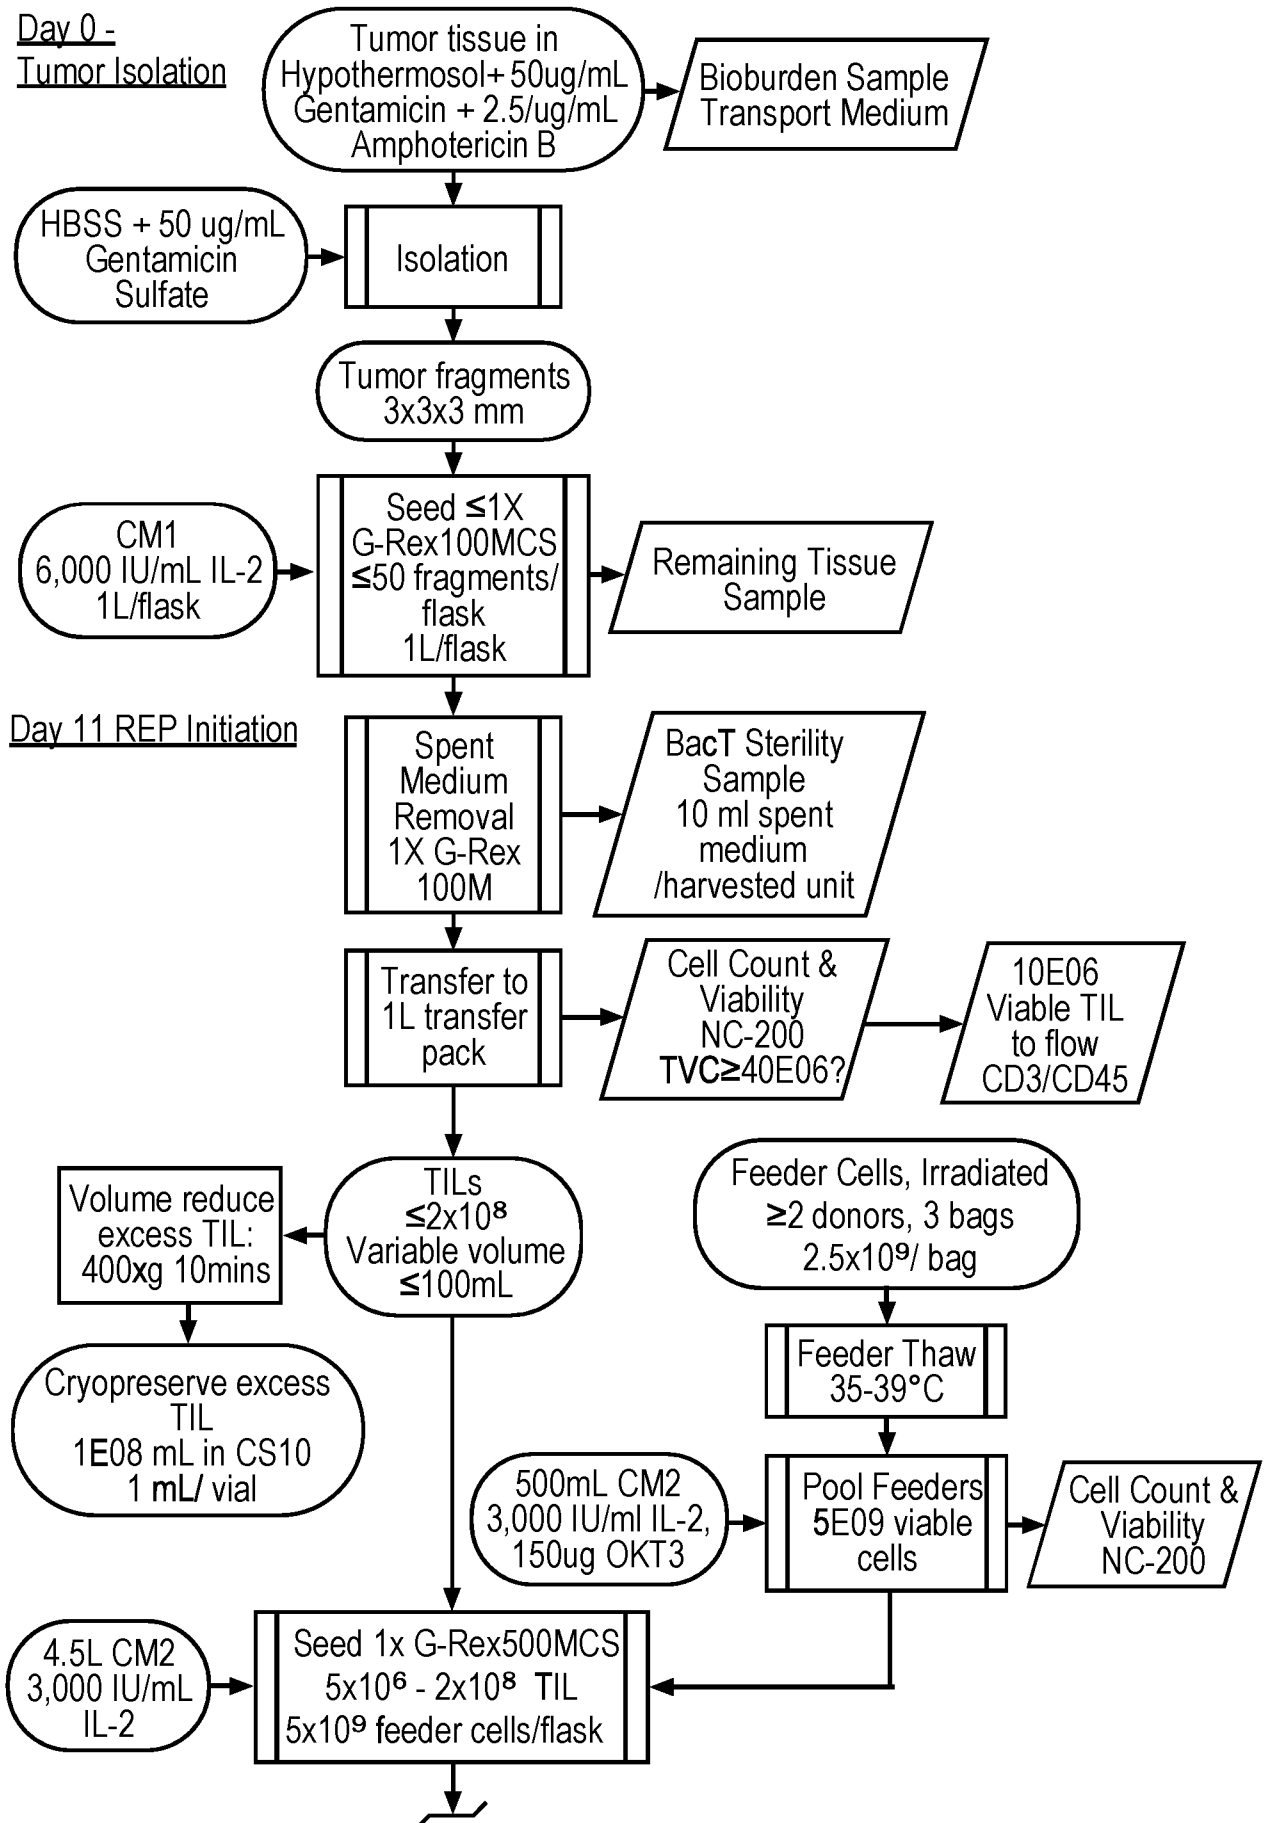 Day 0 -
Tumor Isolation
Tumor tissue in
Hypothermosol+ 50ug/mL
Gentamicin + 2.5/ug/mL
Amphotericin B
Bioburden Sample
Transport Medium
HBSS + 50 ug/mL
Gentamicin
Sulfate
Isolation
Tumor fragments
3x3x3 mm
CM1
6,000 IU/mL IL-2
1L/flask
Seed ≤1X
G-Rex100MCS
≤50 fragments/
flask
1L/flask
Remaining Tissue
Sample
Day 11 REP Initiation
Spent
Medium
Removal
1X G-Rex
100M
BacT Sterility
Sample
10 ml spent
medium
/harvested unit
Transfer to
1L transfer
pack
Cell Count &
Viability
NC-200
TVC≥40E06?
10E06
Viable TIL
to flow
CD3/CD45
Volume reduce
excess TIL:
400xg 10mins
TILs
≤2x10⁸
Variable volume
≤100mL
Feeder Cells, Irradiated
≥2 donors, 3 bags
2.5x10⁹/ bag
Feeder Thaw
35-39°C
Cryopreserve excess
TIL
1E08 mL in CS10
1 mL/ vial
500mL CM2
3,000 IU/ml IL-2,
150ug OKT3
Pool Feeders
5E09 viable
cells
Cell Count &
Viability
NC-200
4.5L CM2
3,000 IU/mL
IL-2
Seed 1x G-Rex500MCS
5x10⁶ - 2x10⁸ TIL
5x10⁹ feeder cells/flask